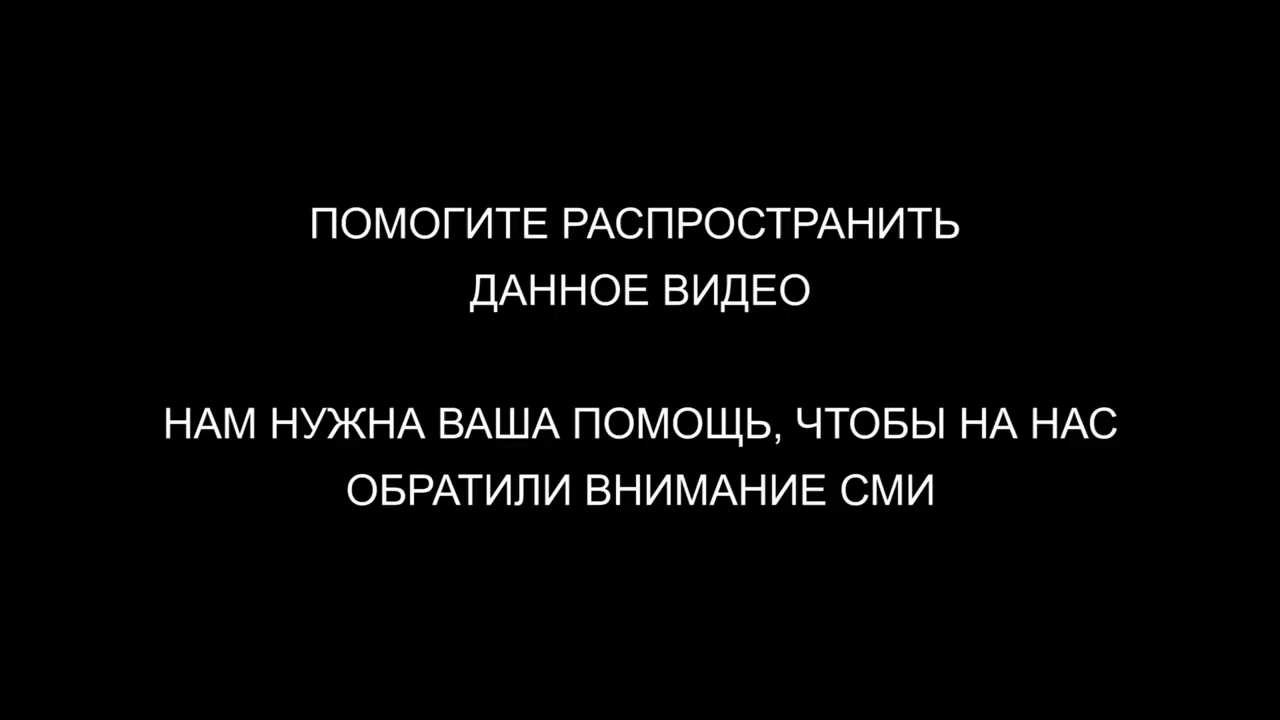 ПОМОГИТЕ РАСПРОСТРАНИТЬ
ДАННОЕ ВИДЕО
НАМ НУЖНА ВАША ПОМОЩЬ, ЧТОБЫ НА НАС
ОБРАТИЛИ ВНИМАНИЕ СМИ